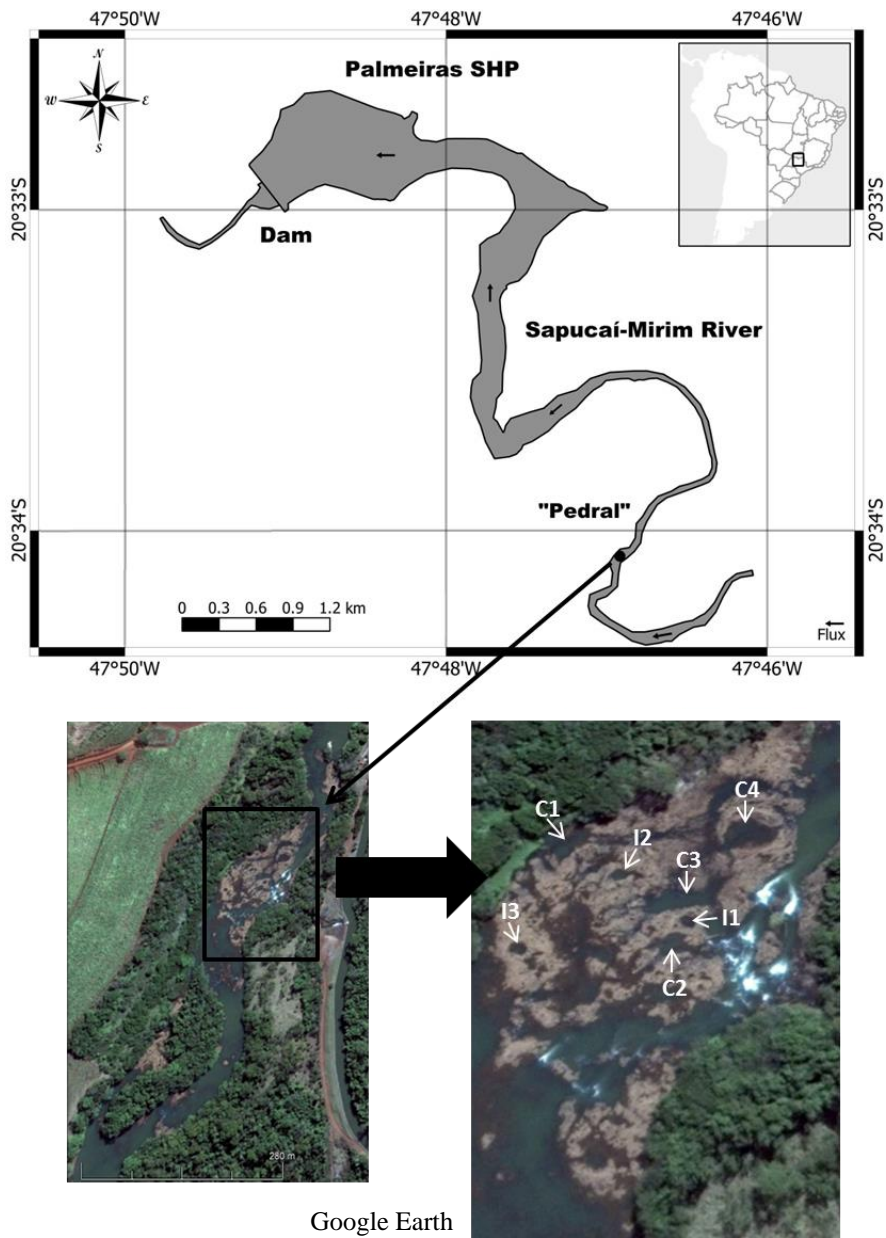 47°50'W 47°48'W 47°46'W
N
W E
S
Palmeiras SHP
20°33'S 20°33'S
Dam
Sapucaí-Mirim River
"Pedral"
20°34'S 20°34'S
0 0.3 0.6 0.9 1.2 km
Flux
47°50'W 47°48'W 47°46'W
C4
C1
I2
C3
I3
I1
C2
280 m
Google Earth